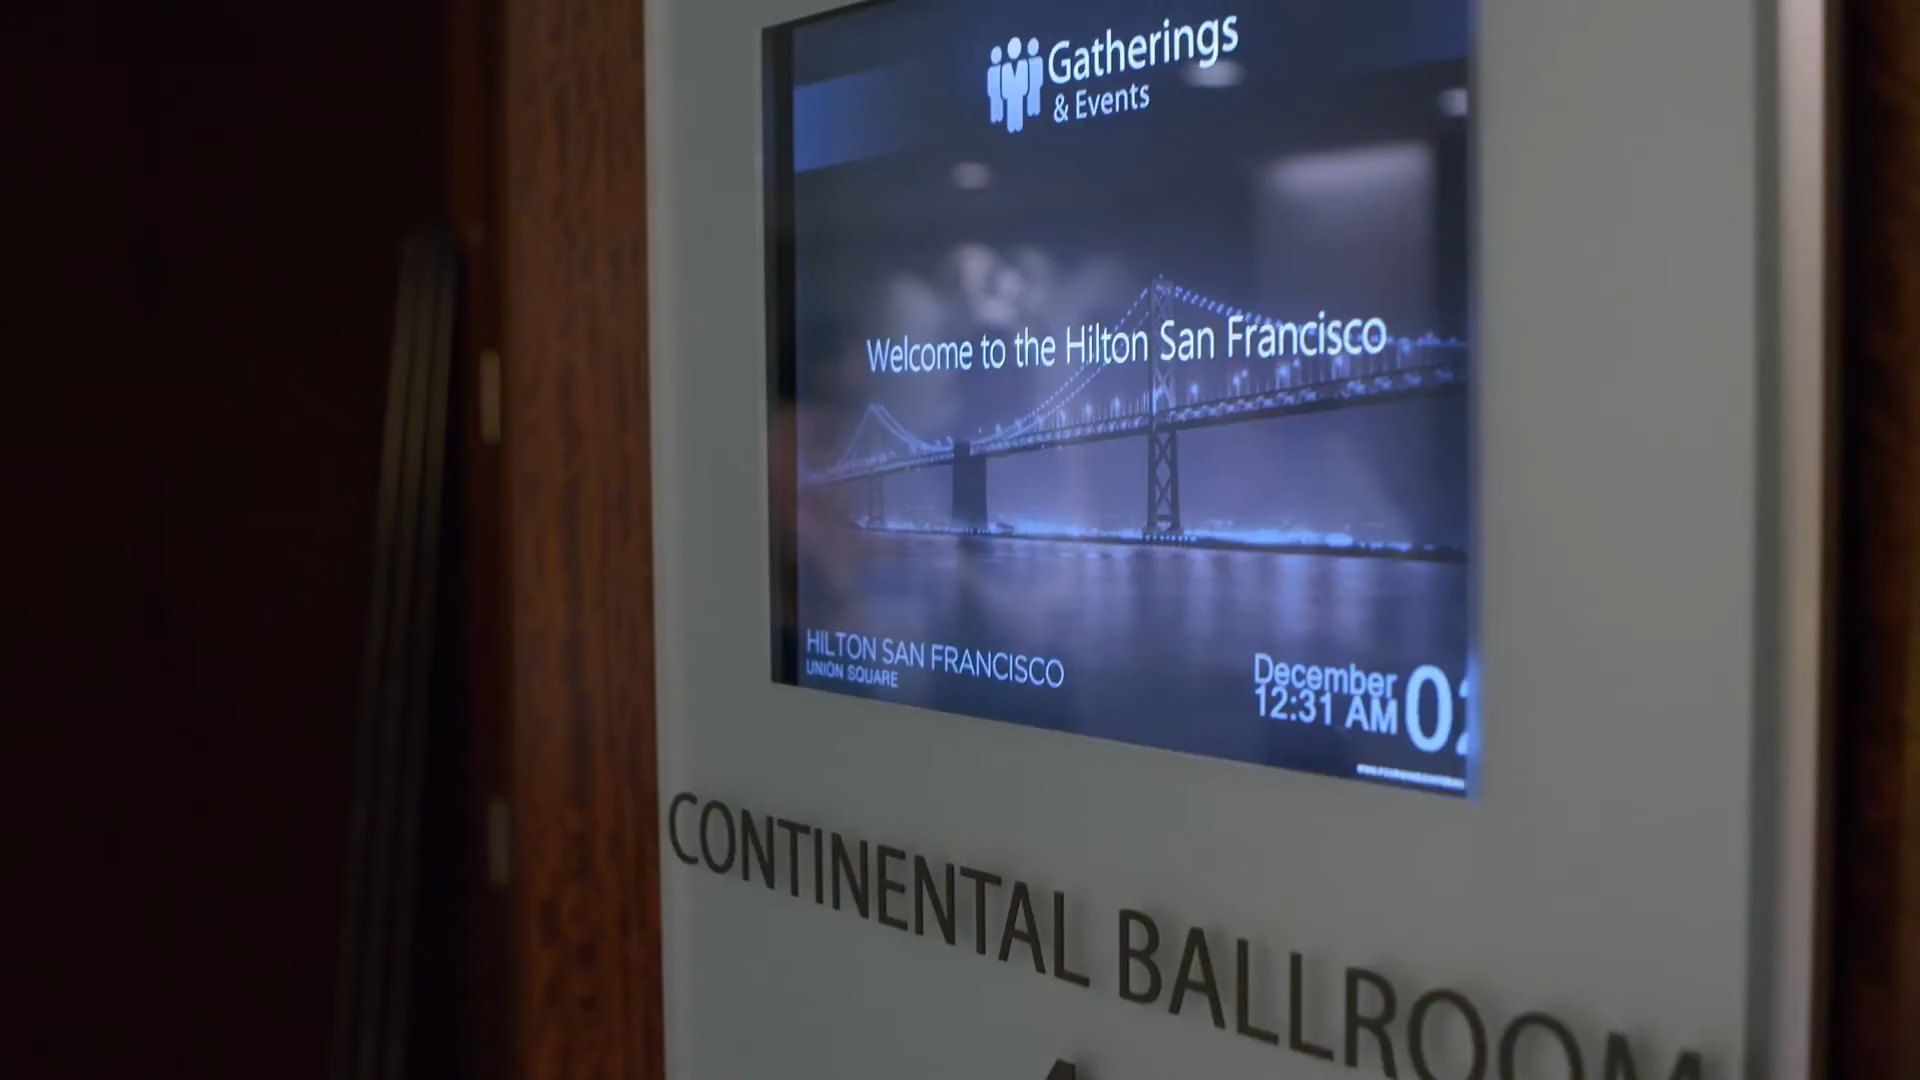 Gatherings
& Events
Welcome to the Hilton San Francisco
HILTON SAN FRANCISCO
UNION SQUARE
December
12:31 AM
CONTINENTAL BALLROOM